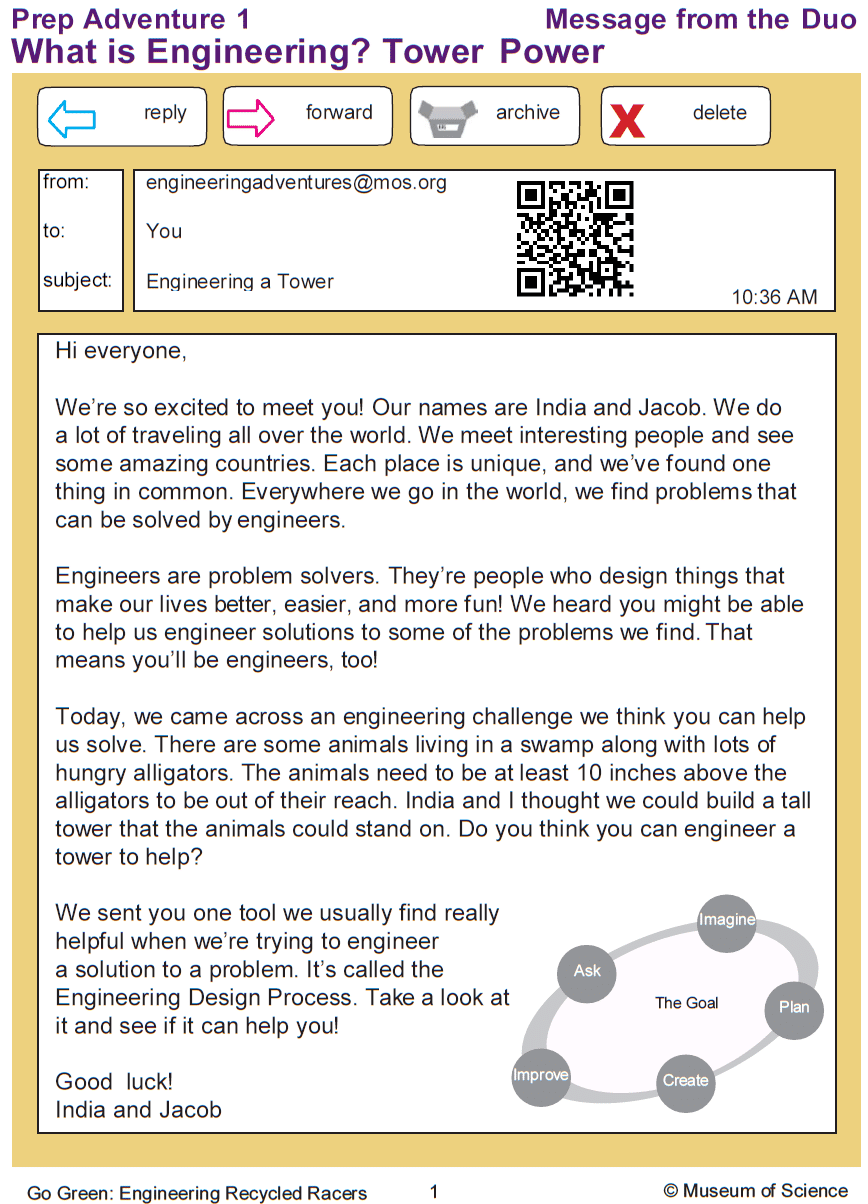 Prep Adventure 1
Message from the Duo
What is Engineering? Tower Power
reply
forward
archive
delete
from:
engineeringadventures@mos.org
to:
You
subject:
Engineering a Tower
10:36 AM
Hi everyone,
We're so excited to meet you! Our names are India and Jacob. We do
a lot of traveling all over the world. We meet interesting people and see
some amazing countries. Each place is unique, and we've found one
thing in common. Everywhere we go in the world, we find problems that
can be solved by engineers.
Engineers are problem solvers. They're people who design things that
make our lives better, easier, and more fun! We heard you might be able
to help us engineer solutions to some of the problems we find. That
means you'll be engineers, too!
Today, we came across an engineering challenge we think you can help
us solve. There are some animals living in a swamp along with lots of
hungry alligators. The animals need to be at least 10 inches above the
alligators to be out of their reach. India and I thought we could build a tall
tower that the animals could stand on. Do you think you can engineer a
tower to help?
We sent you one tool we usually find really
helpful when we're trying to engineer
a solution to a problem. It's called the
Engineering Design Process. Take a look at
it and see if it can help you!
Good luck!
India and Jacob
Imagine
Ask
The Goal
Plan
Improve
Create
Go Green: Engineering Recycled Racers
1
© Museum of Science